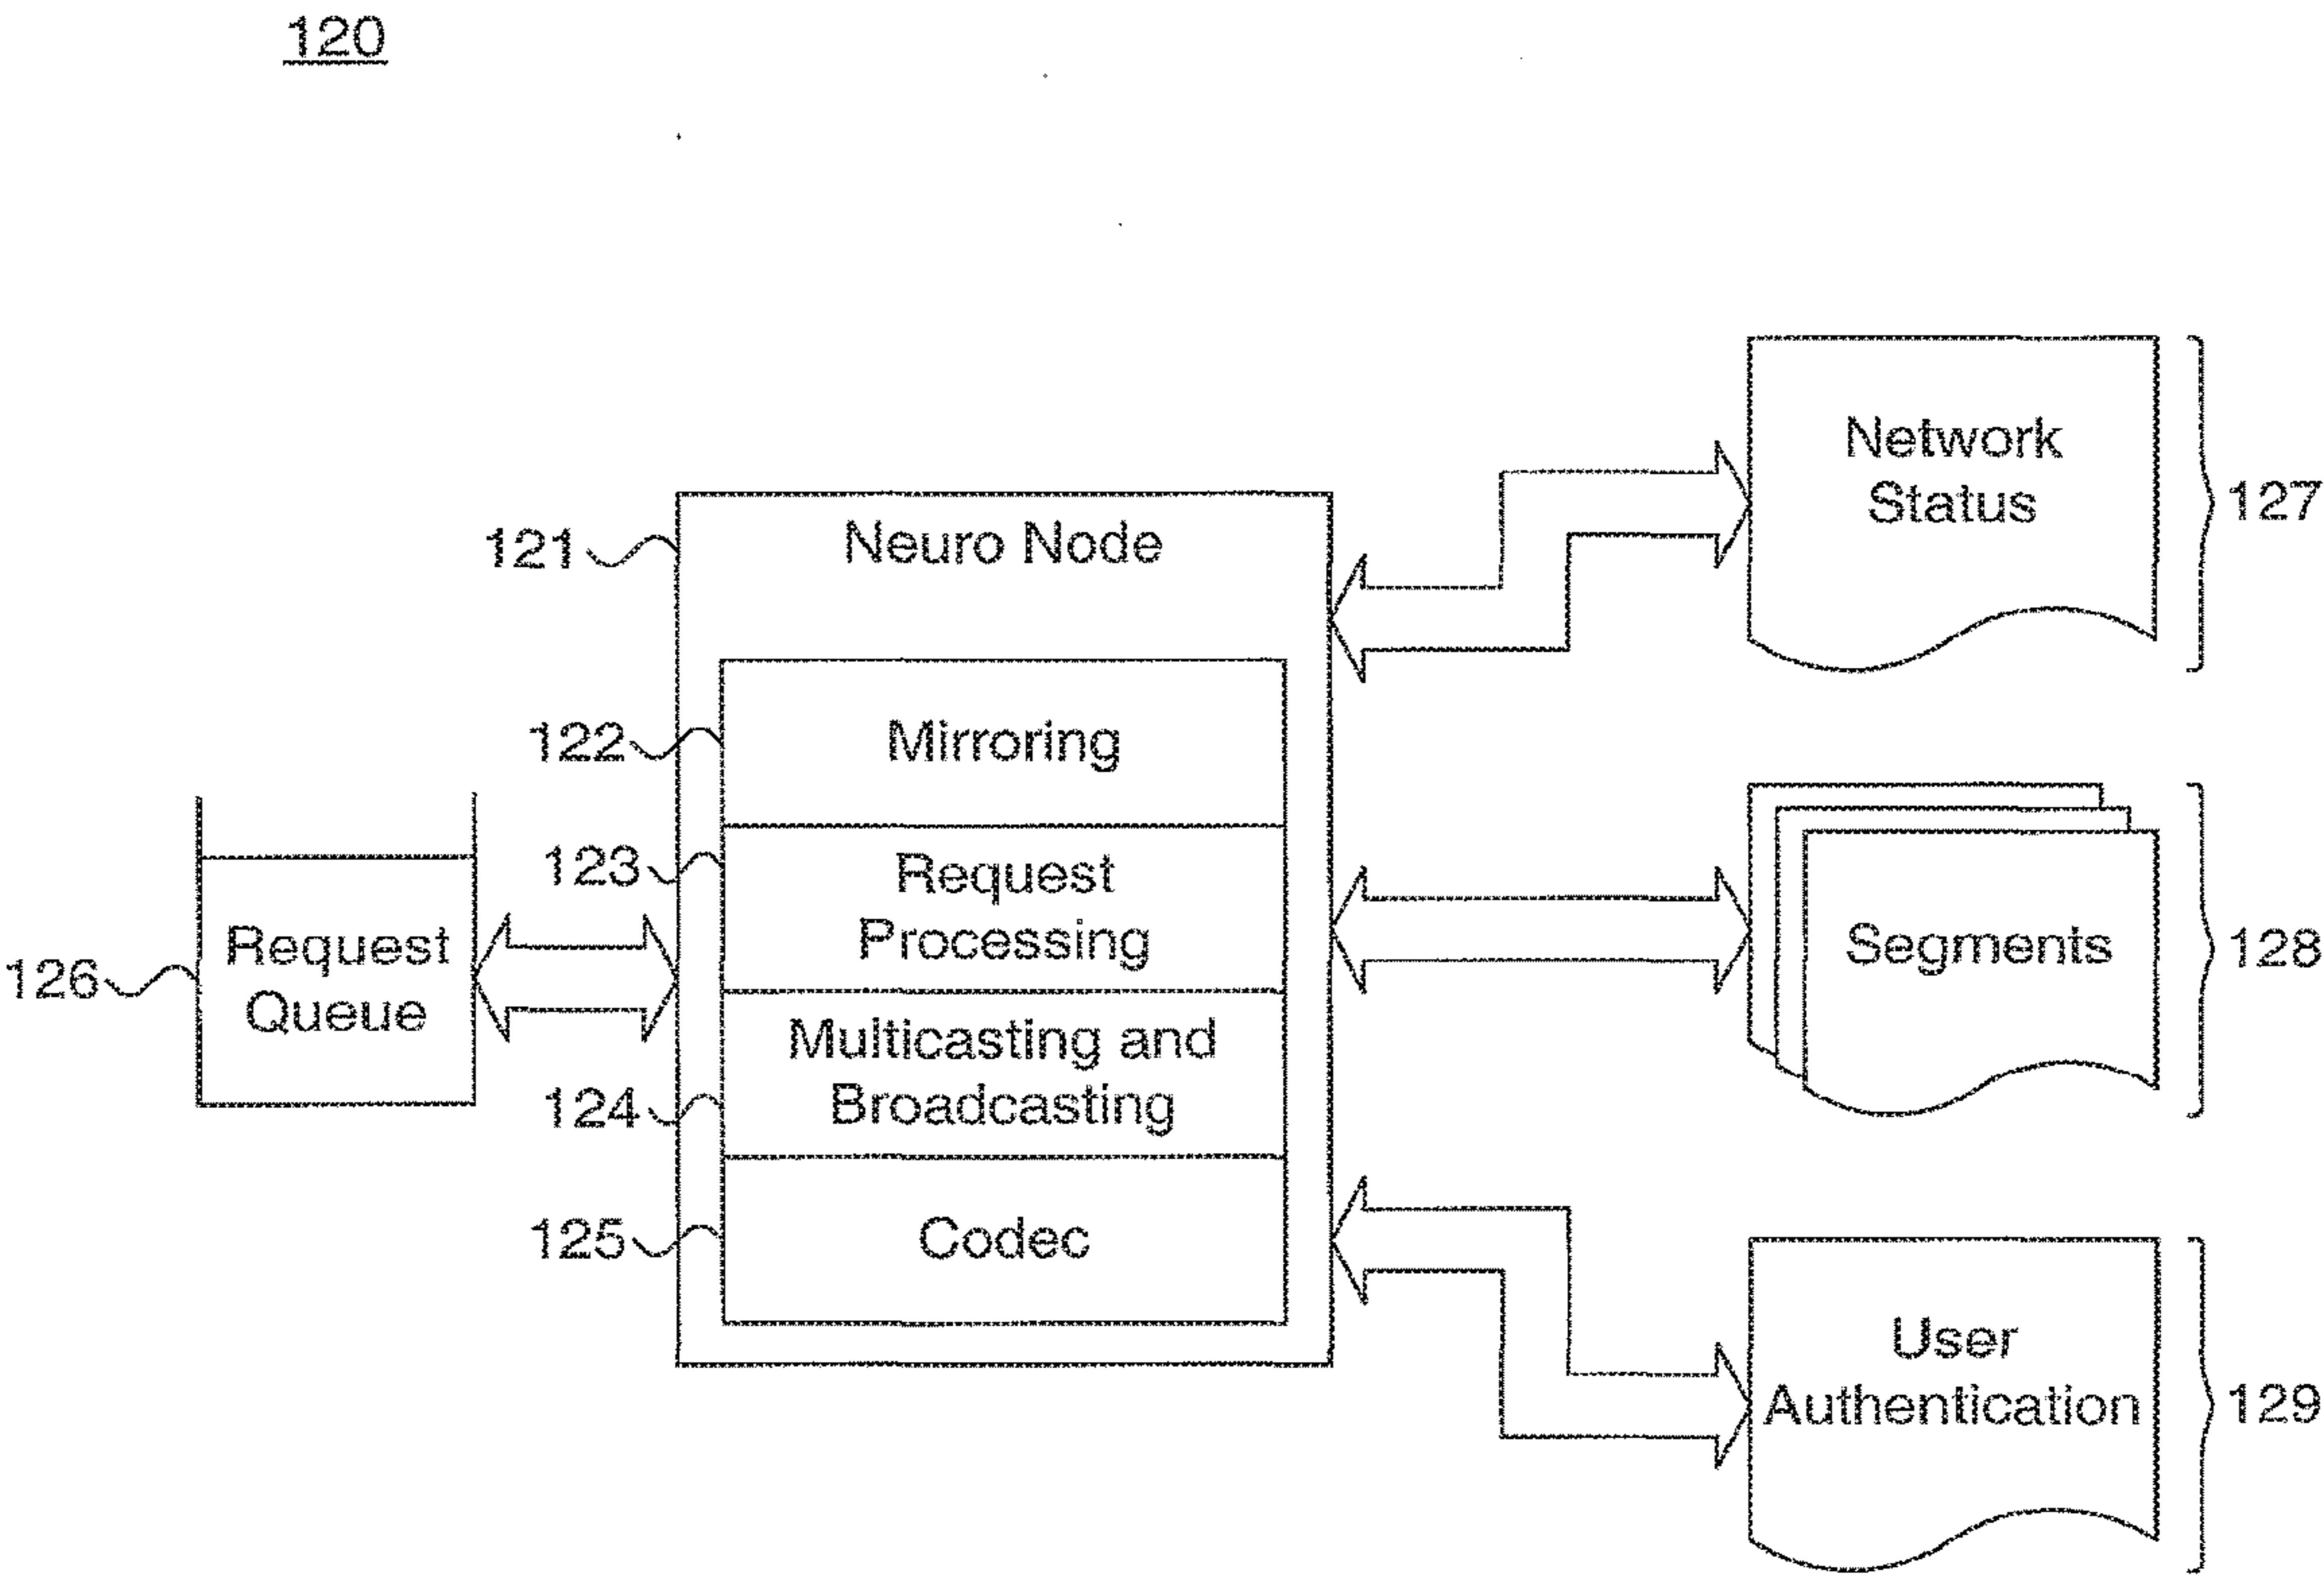 120
Network
Status
127
121
Neuro Node
122
Mirroring
123
Request
Processing
126
Request
Queue
Segments
128
124
Multicasting and
Broadcasting
125
Codec
User
Authentication
129